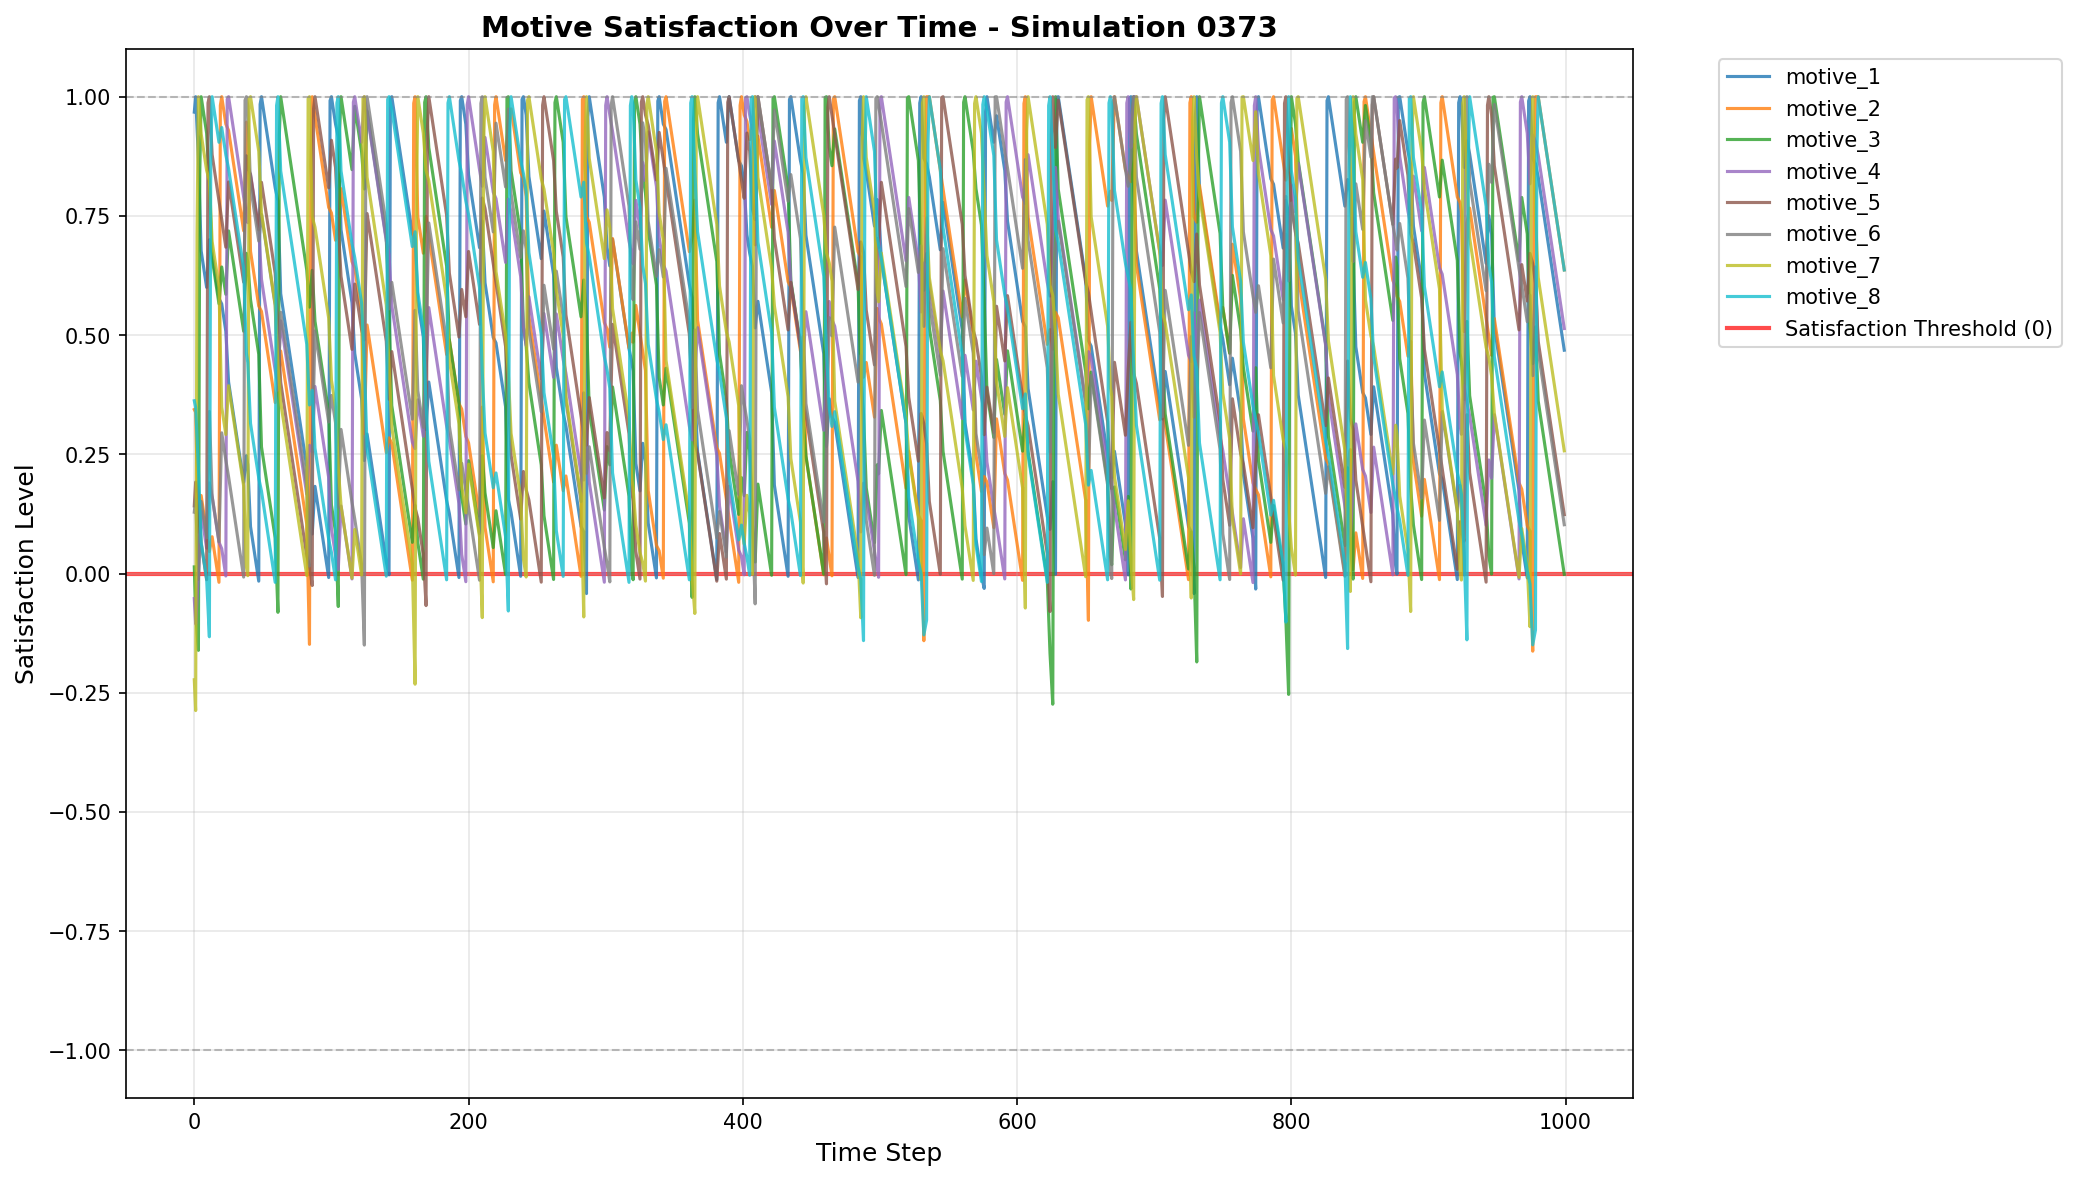 Motive Satisfaction Over Time - Simulation 0373
Satisfaction Level
1.00
0.75
0.50
0.25
0.00
−0.25
−0.50
−0.75
−1.00
0
200
400
600
800
1000
Time Step
motive_1
motive_2
motive_3
motive_4
motive_5
motive_6
motive_7
motive_8
Satisfaction Threshold (0)